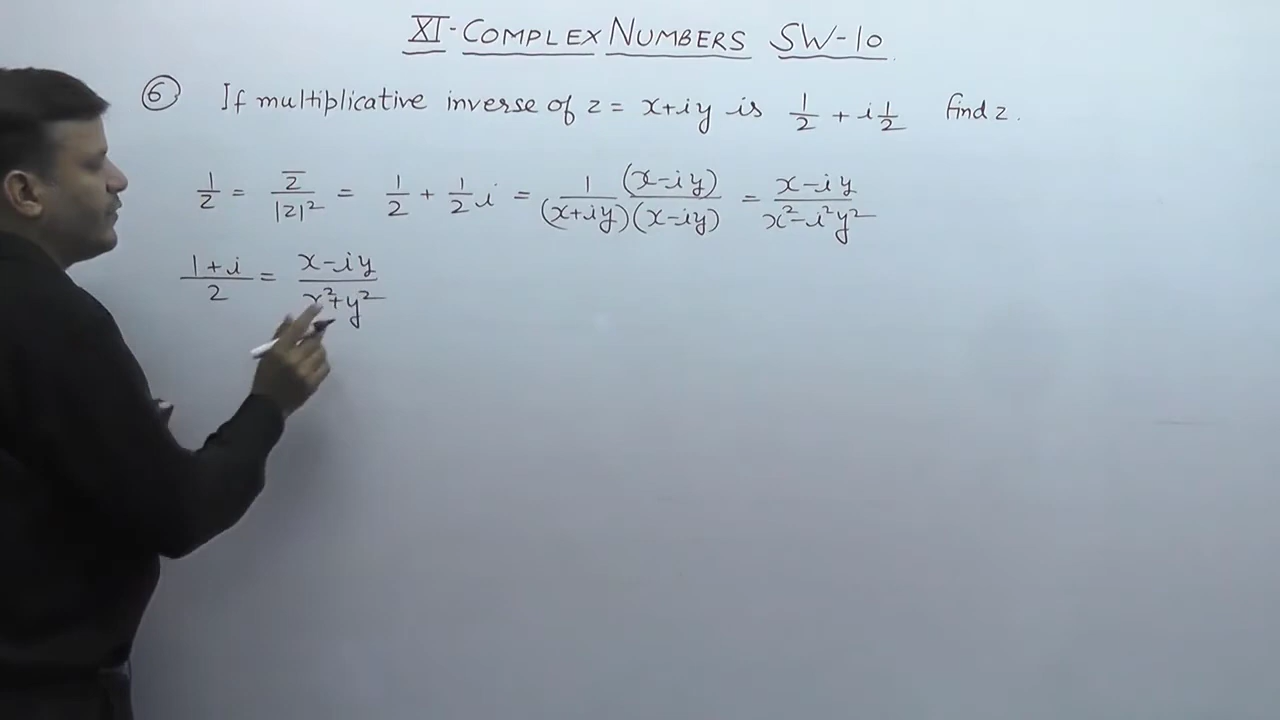 XI - COMPLEX NUMBERS SW-10
⑥ If multiplicative inverse of z = x+iy is 1/2 + i 1/2 find z.
1/z = z̅/|z|² = 1/2 + 1/2 i = 1 (x-iy)/(x+iy)(x-iy) = x-iy/x²-i²y²
1+i/2 = x-iy/x²+y²